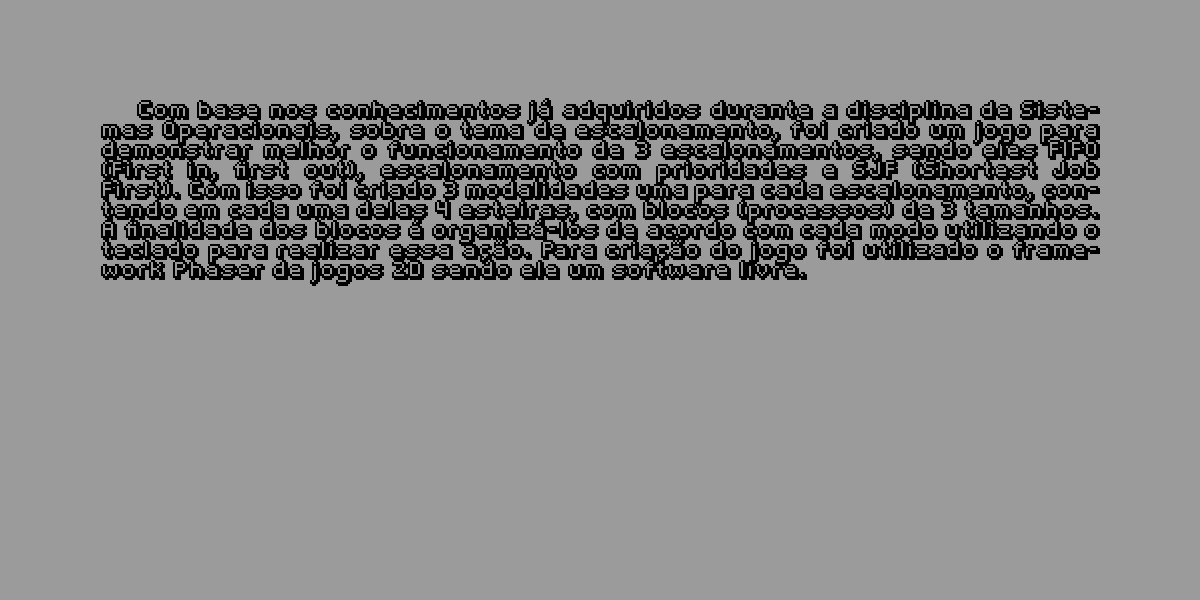 Com base nos conhecimentos já adquiridos durante a disciplina de Siste-
mas Operacionais, sobre o tema de escalonamento, foi criado um jogo para
demonstrar melhor o funcionamento de 3 escalonamentos, sendo eles FIFO
(First in, first out), escalonamento com prioridades e SJF (Shortest Job
First). Com isso foi criado 3 modalidades uma para cada escalonamento, con-
tendo em cada uma delas 4 esteiras, com blocos (processos) de 3 tamanhos.
A finalidade dos blocos é organizá-los de acordo com cada modo utilizando o
teclado para realizar essa ação. Para criação do jogo foi utilizado o frame-
work Phaser de jogos 2D sendo ele um software livre.